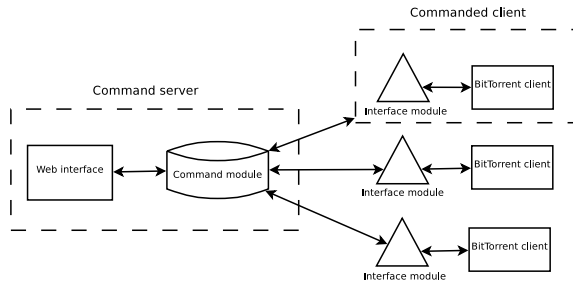 Commanded client
BitTorrent client
Interface module
Command server
Web interface
Command module
BitTorrent client
Interface module
BitTorrent client
Interface module